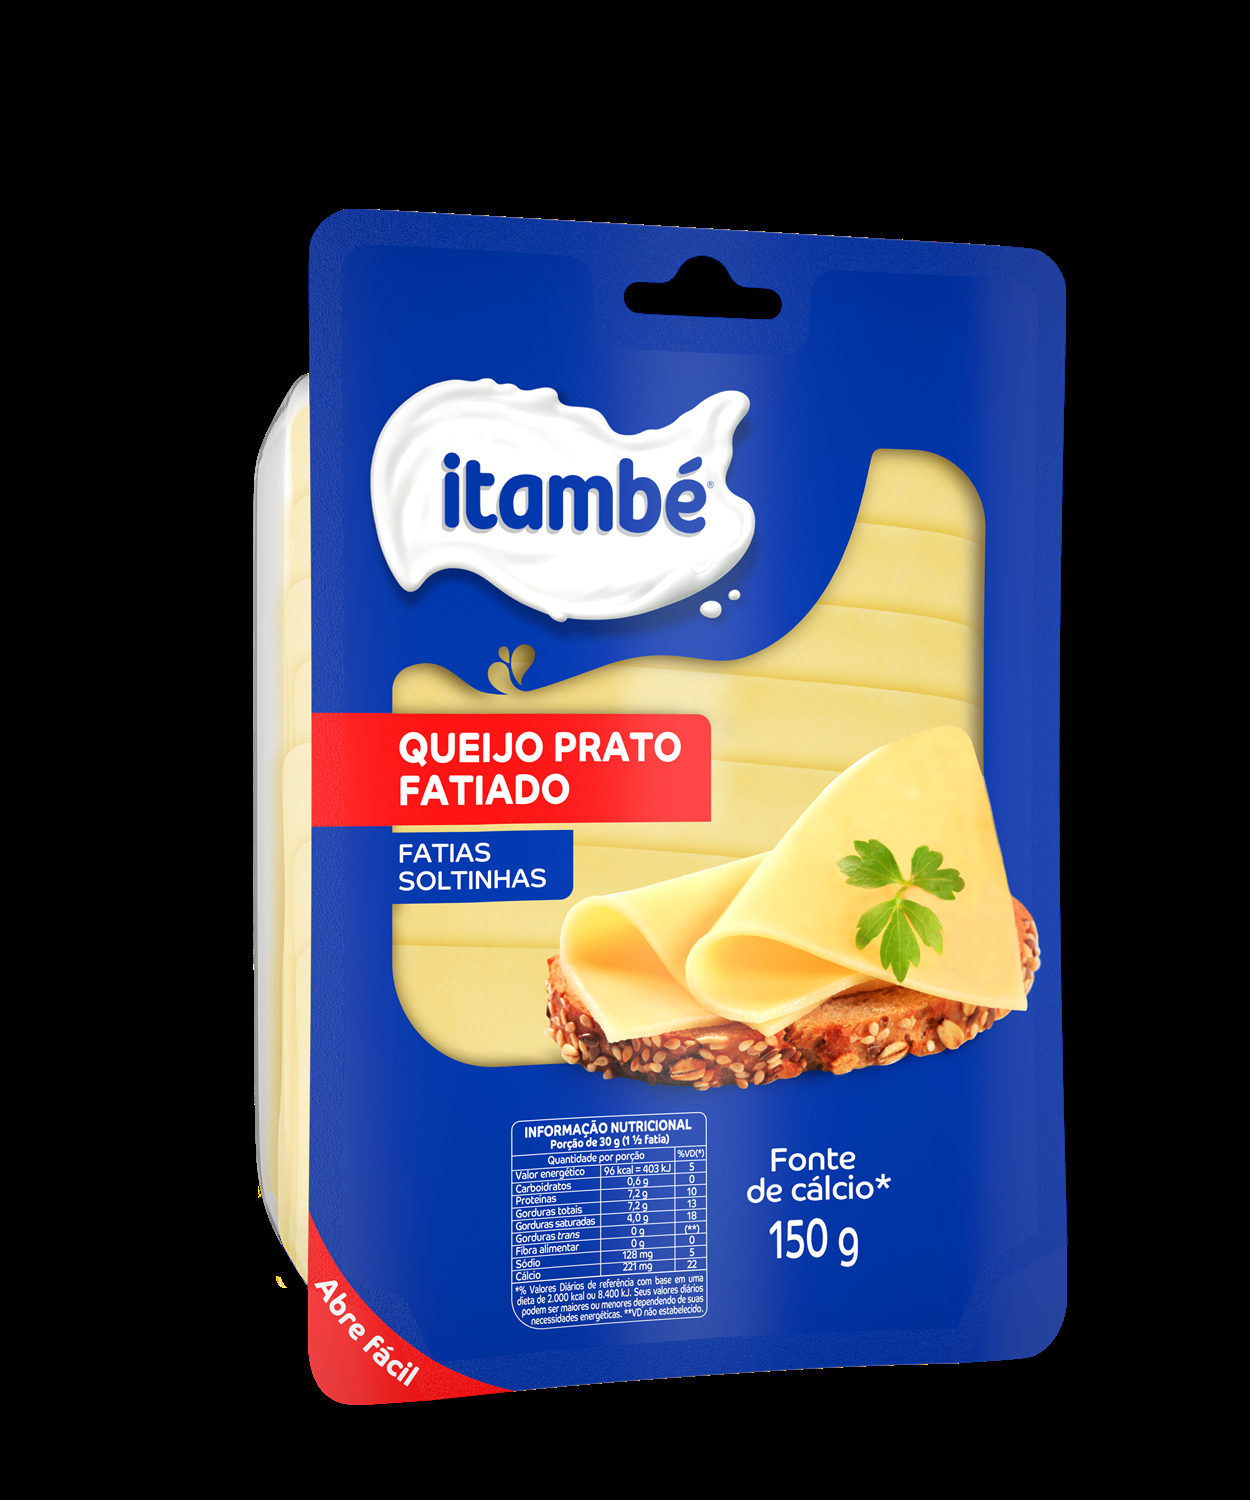 itambé®
QUEIJO PRATO
FATIADO
FATIAS
SOLTINHAS
INFORMAÇÃO NUTRICIONAL
Porção de 30 g (1 ½ fatia)
Quantidade por porção %VD(*)
Valor energético 96 kcal = 403 kJ 5
Carboidratos 0,6 g 0
Proteínas 7,2 g 10
Gorduras totais 7,2 g 13
Gorduras saturadas 4,0 g 18
Gorduras trans 0 g (**)
Fibra alimentar 0 g 0
Sódio 128 mg 5
Cálcio 221 mg 22
*% Valores Diários de referência com base em uma
dieta de 2.000 kcal ou 8.400 kJ. Seus valores diários
podem ser maiores ou menores dependendo de suas
necessidades energéticas. **VD não estabelecido.
Fonte
de cálcio*
150 g
Abre fácil